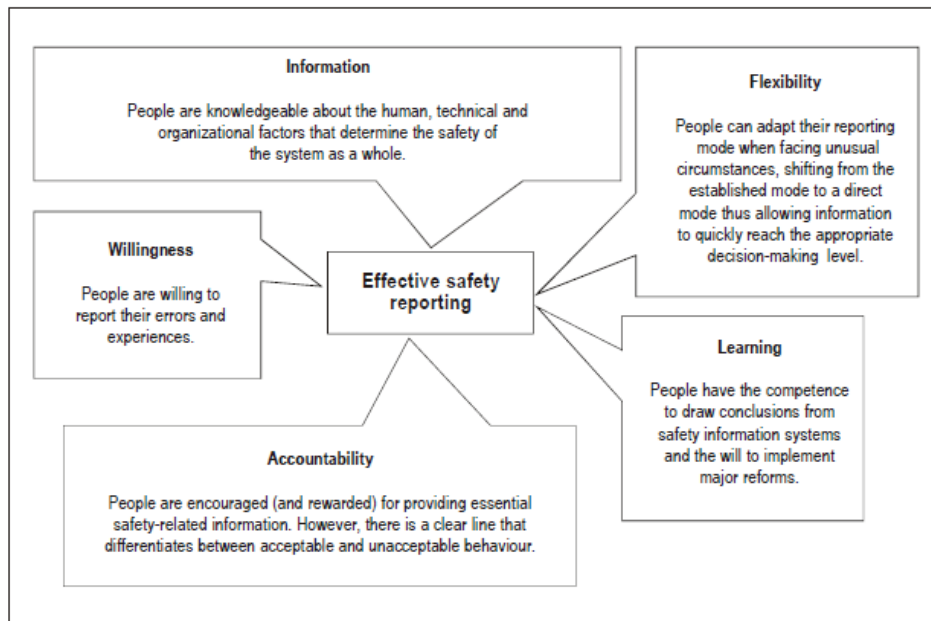 Information
People are knowledgeable about the human, technical and
organizational factors that determine the safety of
the system as a whole.
Flexibility
People can adapt their reporting
mode when facing unusual
circumstances, shifting from the
established mode to a direct
mode thus allowing information
to quickly reach the appropriate
decision-making level.
Willingness
People are willing to
report their errors and
experiences.
Effective safety
reporting
Learning
People have the competence
to draw conclusions from
safety information systems
and the will to implement
major reforms.
Accountability
People are encouraged (and rewarded) for providing essential
safety-related information. However, there is a clear line that
differentiates between acceptable and unacceptable behaviour.